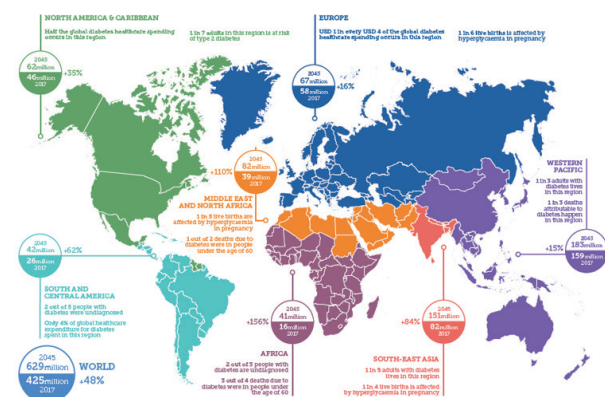 NORTH AMERICA & CARIBBEAN
Half the global diabetes healthcare spending
occurs in this region
1 in 7 adults in this region is at risk
of type 2 diabetes
2045
62million
46million
2017
+35%
EUROPE
USD 1 in every USD 4 of the global diabetes
healthcare spending occurs in this region
1 in 6 live births is affected by
hyperglycaemia in pregnancy
2045
67million
58million
2017
+16%
+110%
2045
82million
39million
2017
MIDDLE EAST
AND NORTH AFRICA
1 in 5 live births are
affected by hyperglycaemia
in pregnancy
1 out of 2 deaths due to
diabetes were in people
under the age of 60
WESTERN
PACIFIC
1 in 3 adults with
diabetes lives in
this region
1 in 3 deaths
attributable to
diabetes happen in
this region
+15%
2045
183million
159million
2017
2045
42million
26million
2017
+62%
SOUTH AND
CENTRAL AMERICA
2 out of 5 people with
diabetes were undiagnosed
Only 4% of global healthcare
expenditure for diabetes
spent in this region
2045
629million
425million
2017
WORLD
+48%
+156%
2045
41million
16million
2017
AFRICA
2 out of 3 people with
diabetes are undiagnosed
3 out of 4 deaths due to
diabetes were in people under
the age of 60
+84%
2045
151million
82million
2017
SOUTH-EAST ASIA
1 in 5 adults with diabetes
lives in this region
1 in 4 live births is affected
by hyperglycaemia in pregnancy